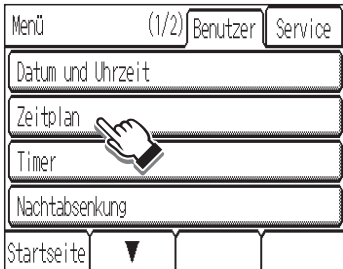 Menü (1/2) Benutzer Service
Datum und Uhrzeit
Zeitplan
Timer
Nachtabsenkung
Startseite ▼